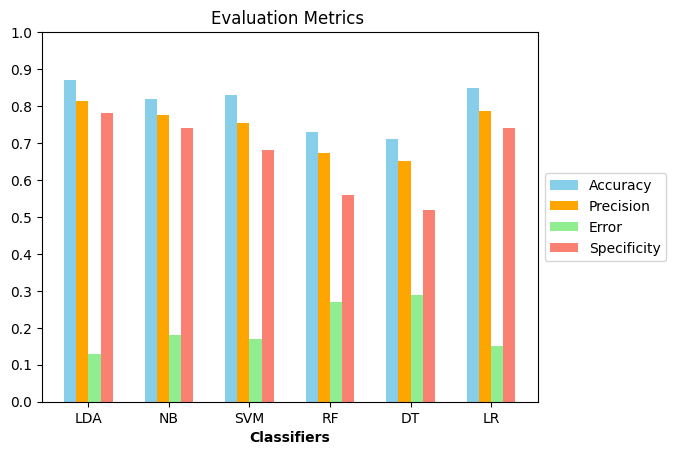 Evaluation Metrics
1.0
0.9
0.8
0.7
0.6
0.5
0.4
0.3
0.2
0.1
0.0
LDA NB SVM RF DT LR
Classifiers
Accuracy
Precision
Error
Specificity